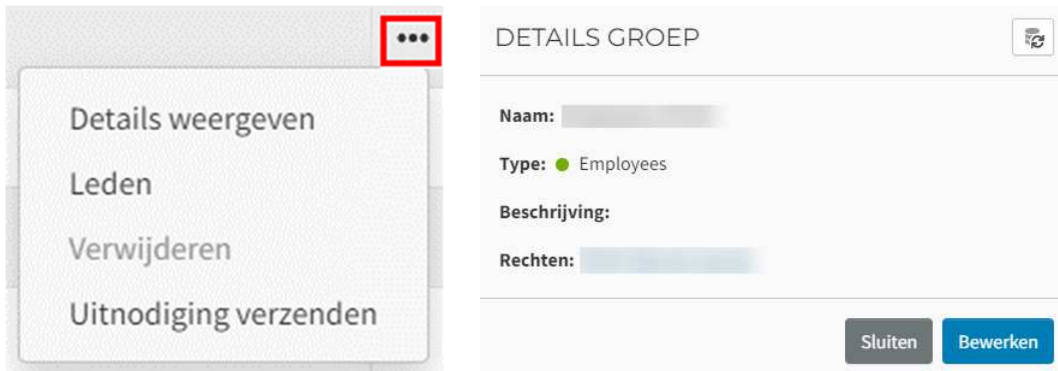 Details weergeven
Leden
Verwijderen
Uitnodiging verzenden
DETAILS GROEP
Naam:
Type: Employees
Beschrijving:
Rechten:
Sluiten Bewerken